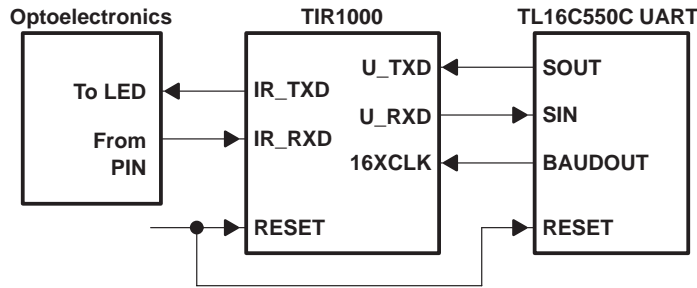 Optoelectronics TIR1000 TL16C550C UART
To LED IR_TXD U_TXD SOUT
From IR_RXD U_RXD SIN
PIN 16XCLK BAUDOUT
RESET RESET